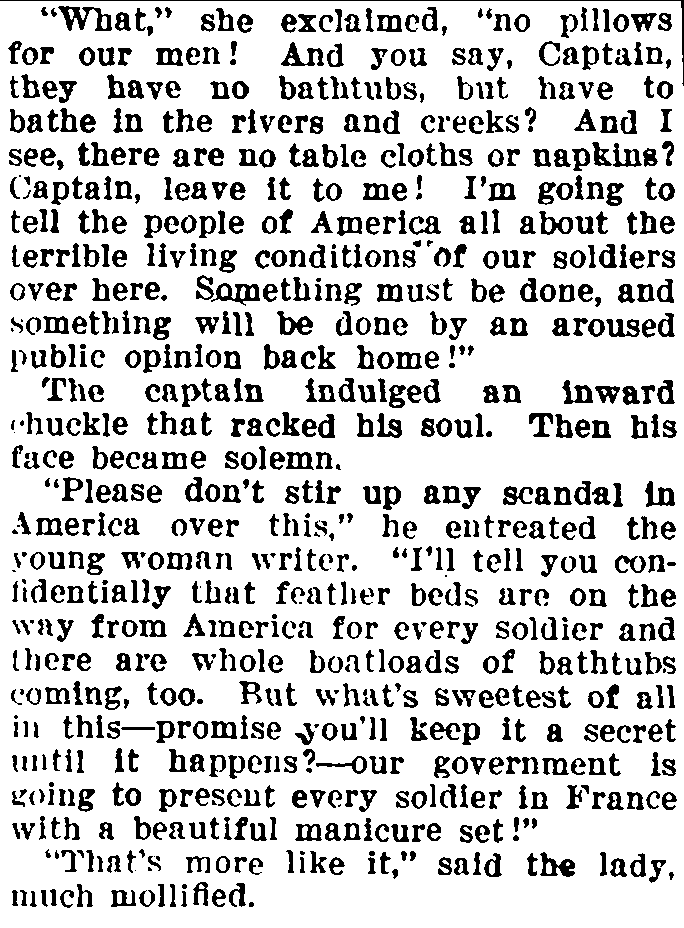 “What,” she exclaimed, “no pillows
for our men! And you say, Captain,
they have no bathtubs, but have to
bathe in the rivers and creeks? And I
see, there are no table cloths or napkins?
Captain, leave it to me! I'm going to
tell the people of America all about the
terrible living conditions of our soldiers
over here. Something must be done, and
something will be done by an aroused
public opinion back home!”
The captain indulged an inward
chuckle that racked his soul. Then his
face became solemn.
“Please don't stir up any scandal in
America over this,” he entreated the
young woman writer. “I'll tell you con-
fidentially that feather beds are on the
way from America for every soldier and
there are whole boatloads of bathtubs
coming, too. But what's sweetest of all
in this—promise you'll keep it a secret
until it happens?—our government is
going to present every soldier in France
with a beautiful manicure set!”
“That's more like it,” said the lady,
much mollified.